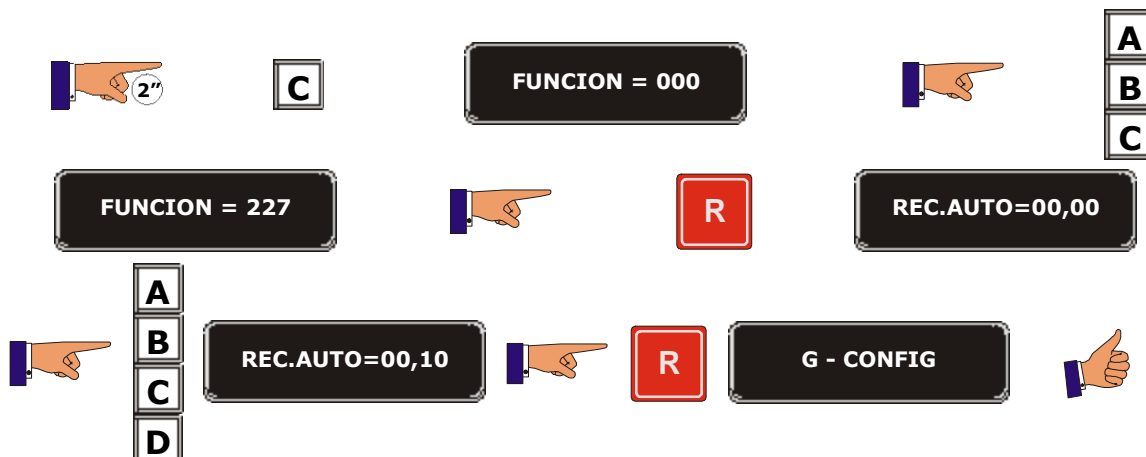 2”
C
FUNCION = 000
A
B
C
FUNCION = 227
R
REC.AUTO=00,00
A
B
C
D
REC.AUTO=00,10
R
G - CONFIG